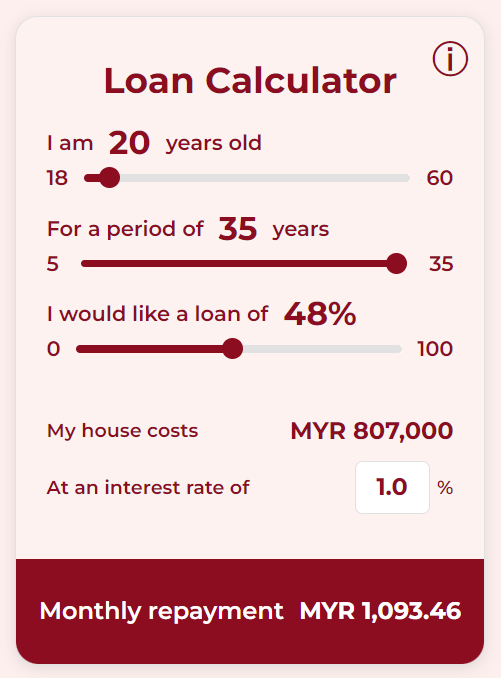 ⓘ
Loan Calculator
I am 20 years old
18 60
For a period of 35 years
5 35
I would like a loan of 48%
0 100
My house costs MYR 807,000
At an interest rate of 1.0 %
Monthly repayment MYR 1,093.46